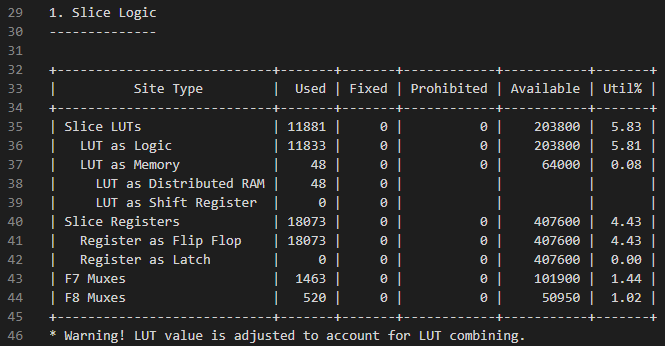 29 1. Slice Logic
30 --------------
31
32 +----------------------------+-------+-------+------------+-----------+-------+
33 |          Site Type         |  Used | Fixed | Prohibited | Available | Util% |
34 +----------------------------+-------+-------+------------+-----------+-------+
35 | Slice LUTs                 | 11881 |     0 |          0 |    203800 |  5.83 |
36 |   LUT as Logic             | 11833 |     0 |          0 |    203800 |  5.81 |
37 |   LUT as Memory            |    48 |     0 |          0 |     64000 |  0.08 |
38 |     LUT as Distributed RAM |    48 |     0 |            |           |       |
39 |     LUT as Shift Register  |     0 |     0 |            |           |       |
40 | Slice Registers            | 18073 |     0 |          0 |    407600 |  4.43 |
41 |   Register as Flip Flop    | 18073 |     0 |          0 |    407600 |  4.43 |
42 |   Register as Latch        |     0 |     0 |          0 |    407600 |  0.00 |
43 | F7 Muxes                   |  1463 |     0 |          0 |    101900 |  1.44 |
44 | F8 Muxes                   |   520 |     0 |          0 |     50950 |  1.02 |
45 +----------------------------+-------+-------+------------+-----------+-------+
46 * Warning! LUT value is adjusted to account for LUT combining.